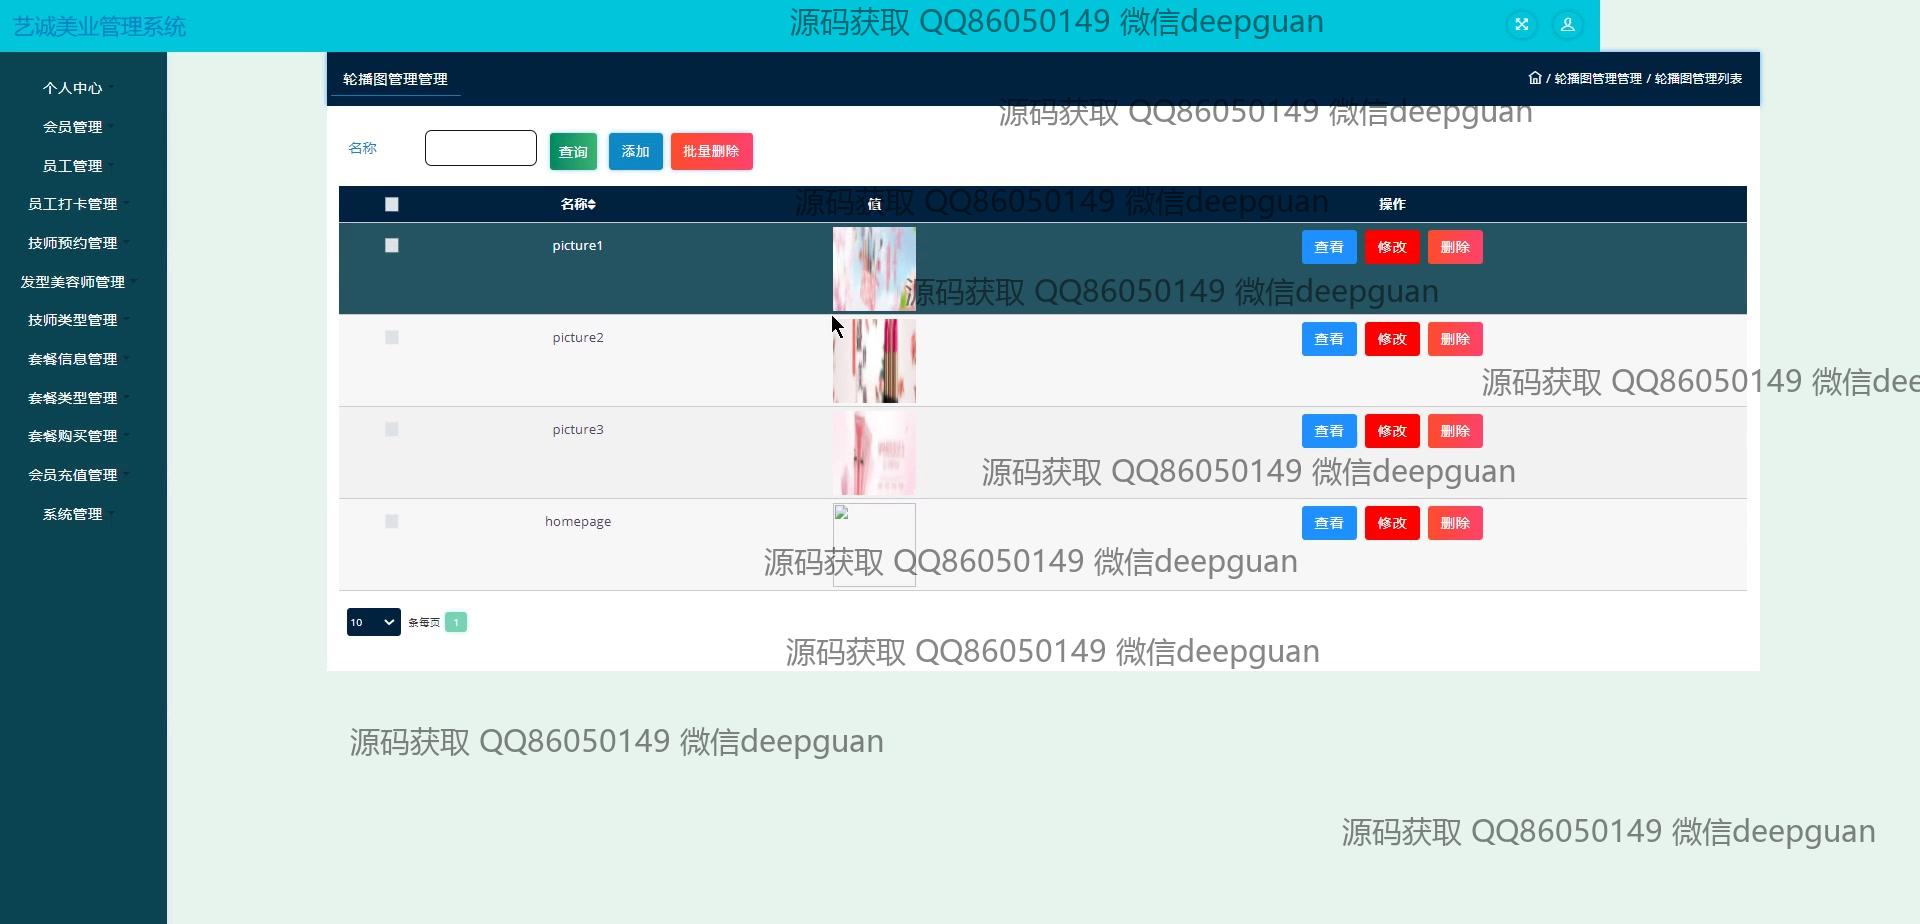 艺诚美业管理系统
源码获取 QQ86050149 微信deepguan
个人中心
会员管理
员工管理
员工打卡管理
技师预约管理
发型美容师管理
技师类型管理
套餐信息管理
套餐类型管理
套餐购买管理
会员充值管理
系统管理
轮播图管理管理
/ 轮播图管理管理 / 轮播图管理列表
源码获取 QQ86050149 微信deepguan
名称
查询
添加
批量删除
名称
值
操作
源码获取 QQ86050149 微信deepguan
picture1
查看
修改
删除
源码获取 QQ86050149 微信deepguan
picture2
查看
修改
删除
源码获取 QQ86050149 微信dee
picture3
查看
修改
删除
源码获取 QQ86050149 微信deepguan
homepage
查看
修改
删除
源码获取 QQ86050149 微信deepguan
10
条每页
1
源码获取 QQ86050149 微信deepguan
源码获取 QQ86050149 微信deepguan
源码获取 QQ86050149 微信deepguan